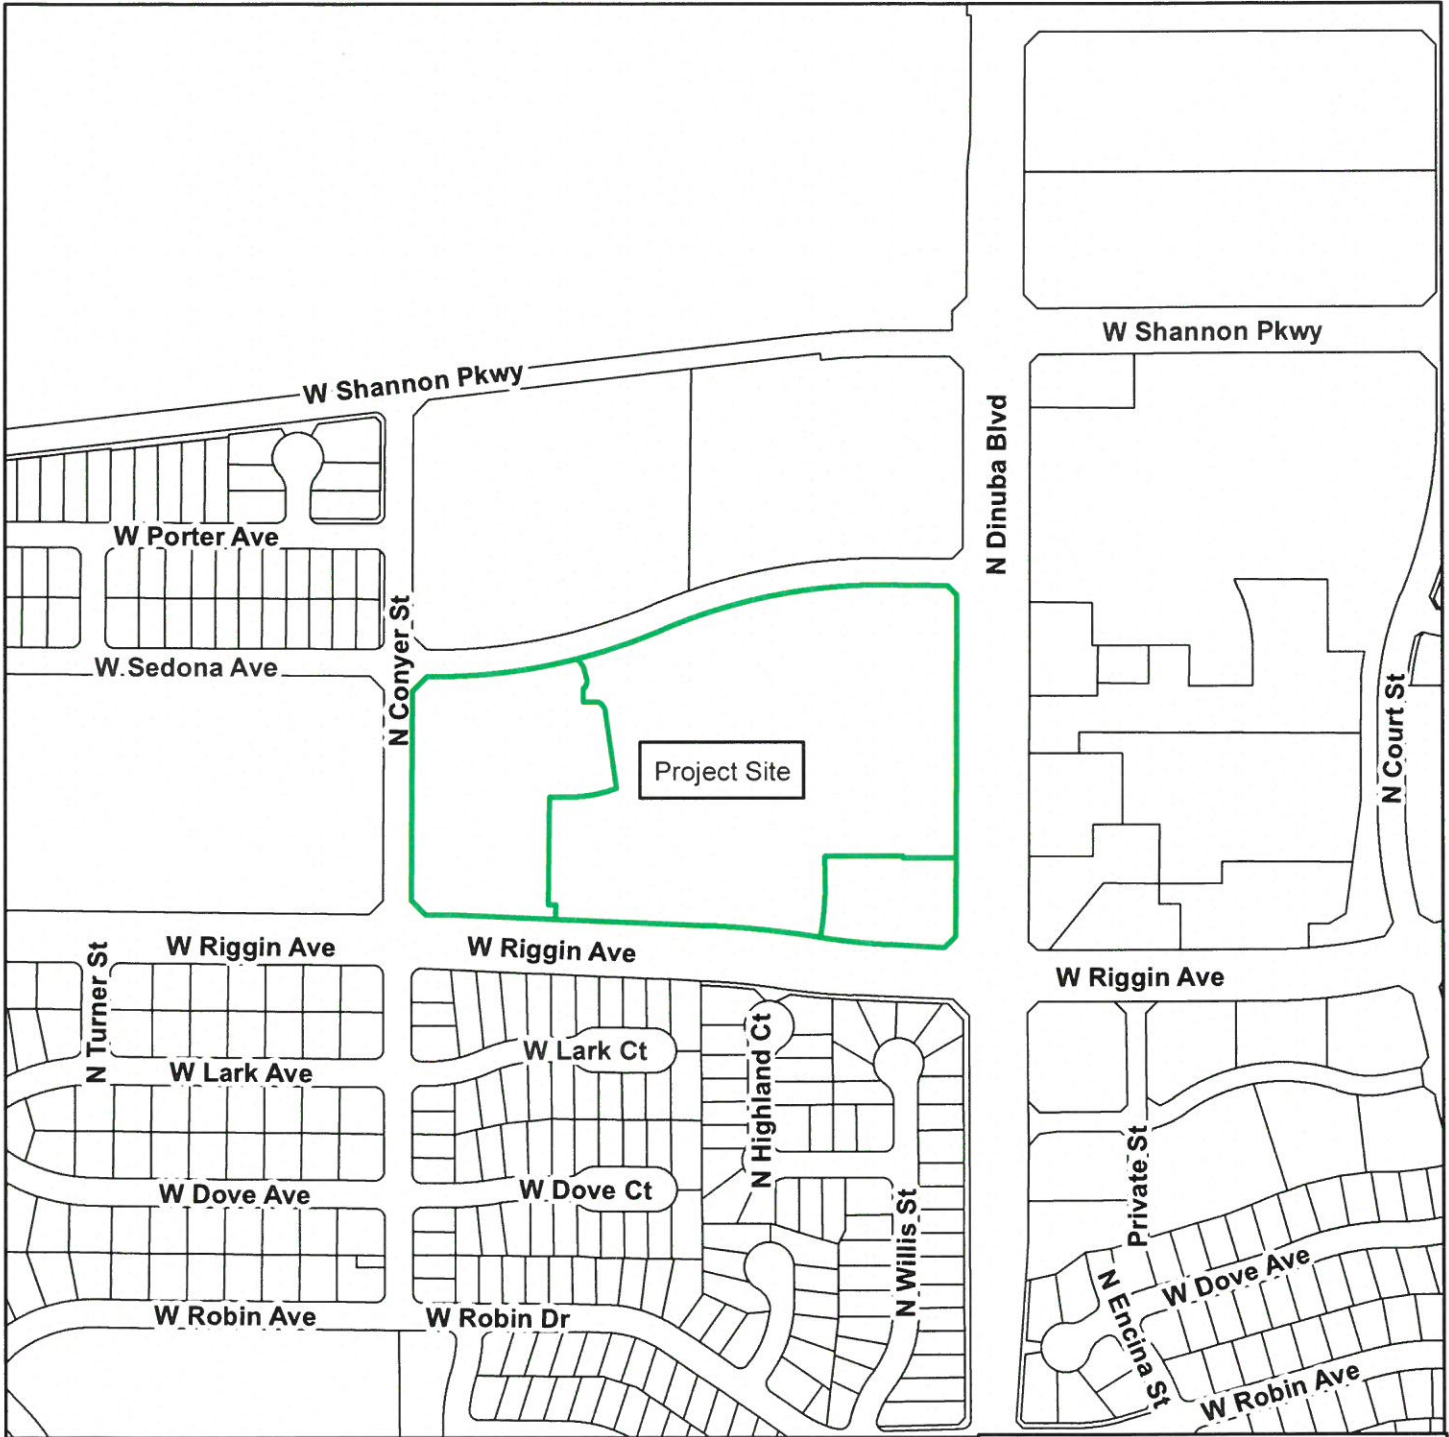 W Shannon Pkwy
W Shannon Pkwy
N Dinuba Blvd
W Porter Ave
N Conyer St
W Sedona Ave
N Court St
Project Site
W Riggin Ave
W Riggin Ave
W Riggin Ave
N Turner St
W Lark Ct
N Highland Ct
W Lark Ave
Private St
W Dove Ave
W Dove Ct
N Willis St
W Dove Ave
N Encina St
W Robin Ave
W Robin Dr
W Robin Ave